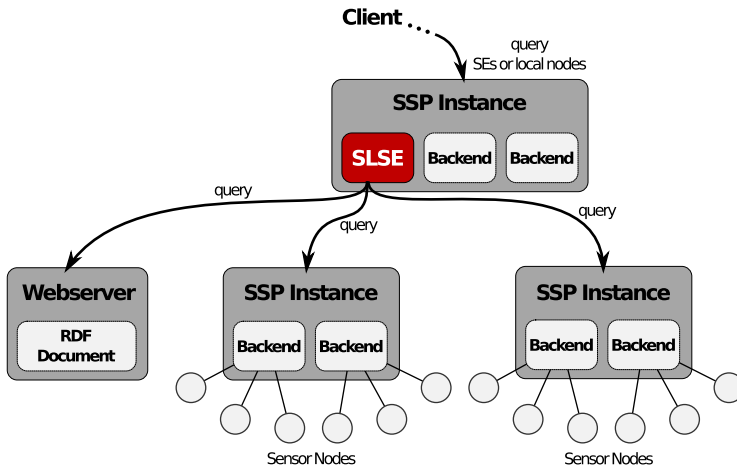 Client
query
SEs or local nodes
SSP Instance
SLSE
Backend
Backend
query
query
query
Webserver
RDF
Document
SSP Instance
Backend
Backend
Sensor Nodes
SSP Instance
Backend
Backend
Sensor Nodes